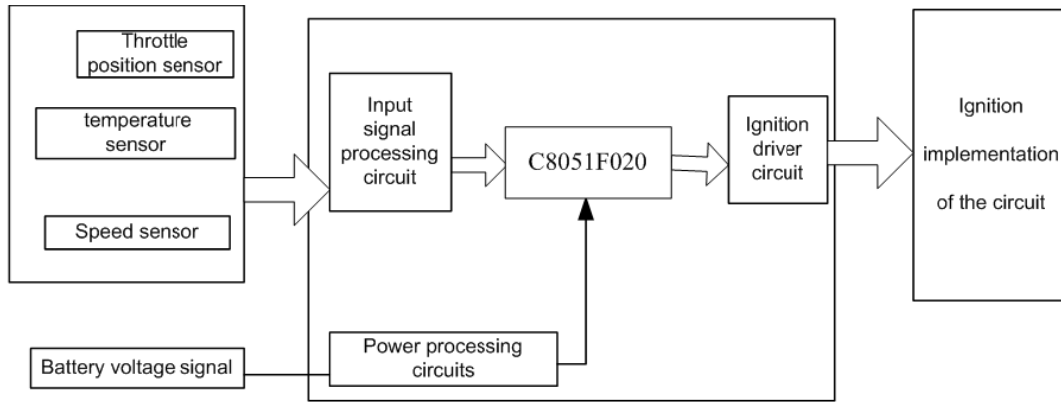 Throttle
position sensor
temperature
sensor
Speed sensor
Battery voltage signal
Input
signal
processing
circuit
C8051F020
Power processing
circuits
Ignition
driver
circuit
Ignition
implementation
of the circuit